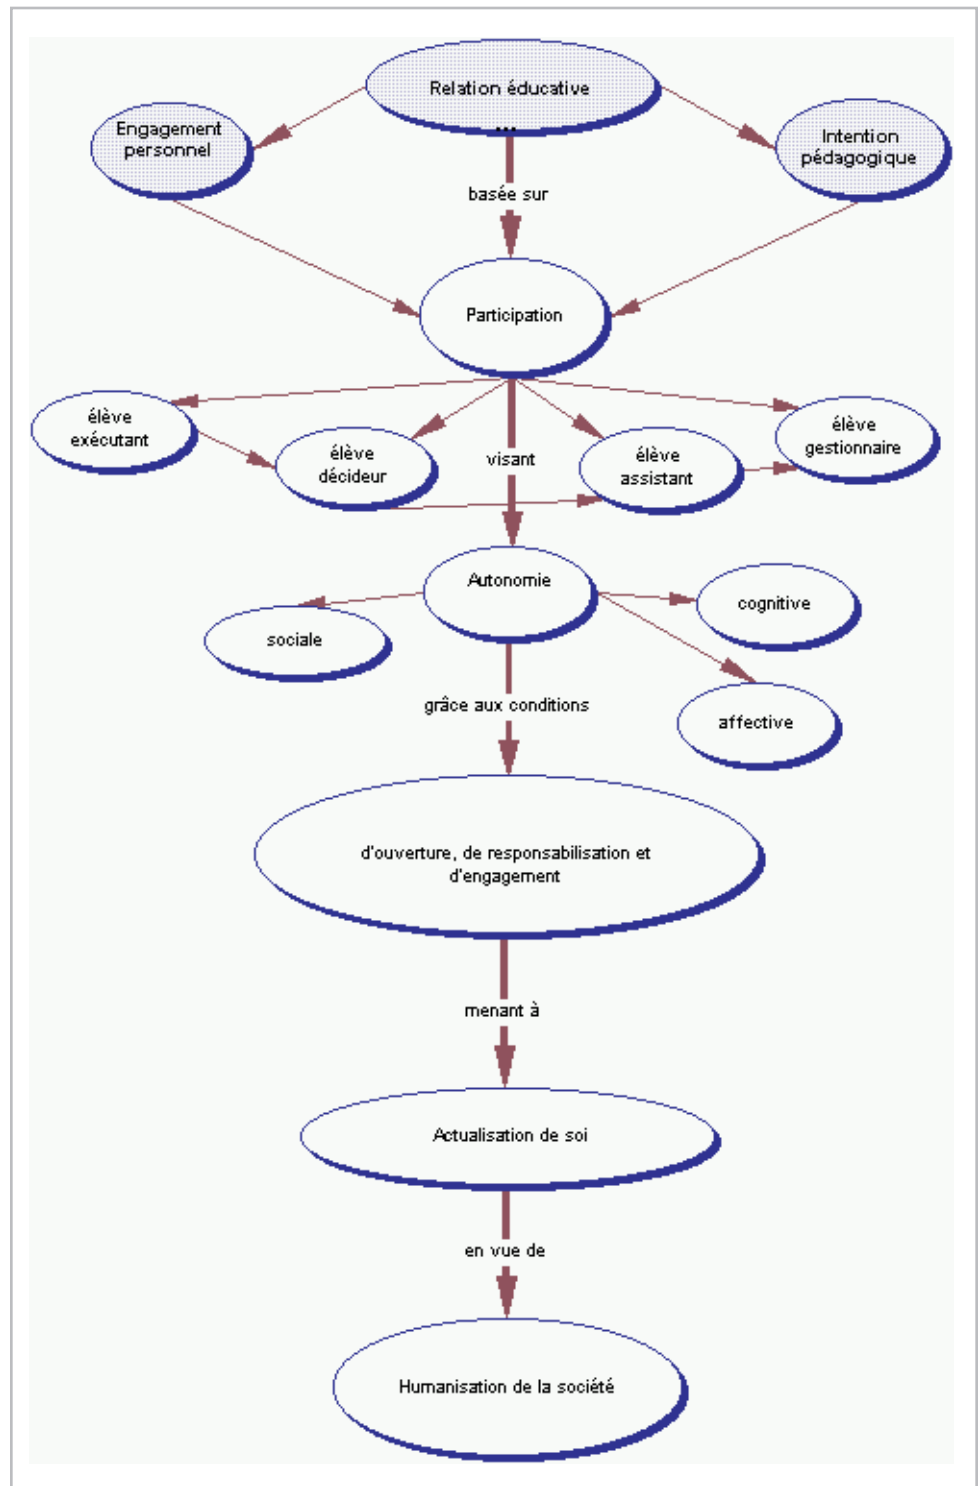 Relation éducative
...
Engagement
personnel
Intention
pédagogique
basée sur
Participation
élève
exécutant
élève
décideur
visant
élève
assistant
élève
gestionnaire
Autonomie
sociale
cognitive
affective
grâce aux conditions
d'ouverture, de responsabilisation et
d'engagement
menant à
Actualisation de soi
en vue de
Humanisation de la société